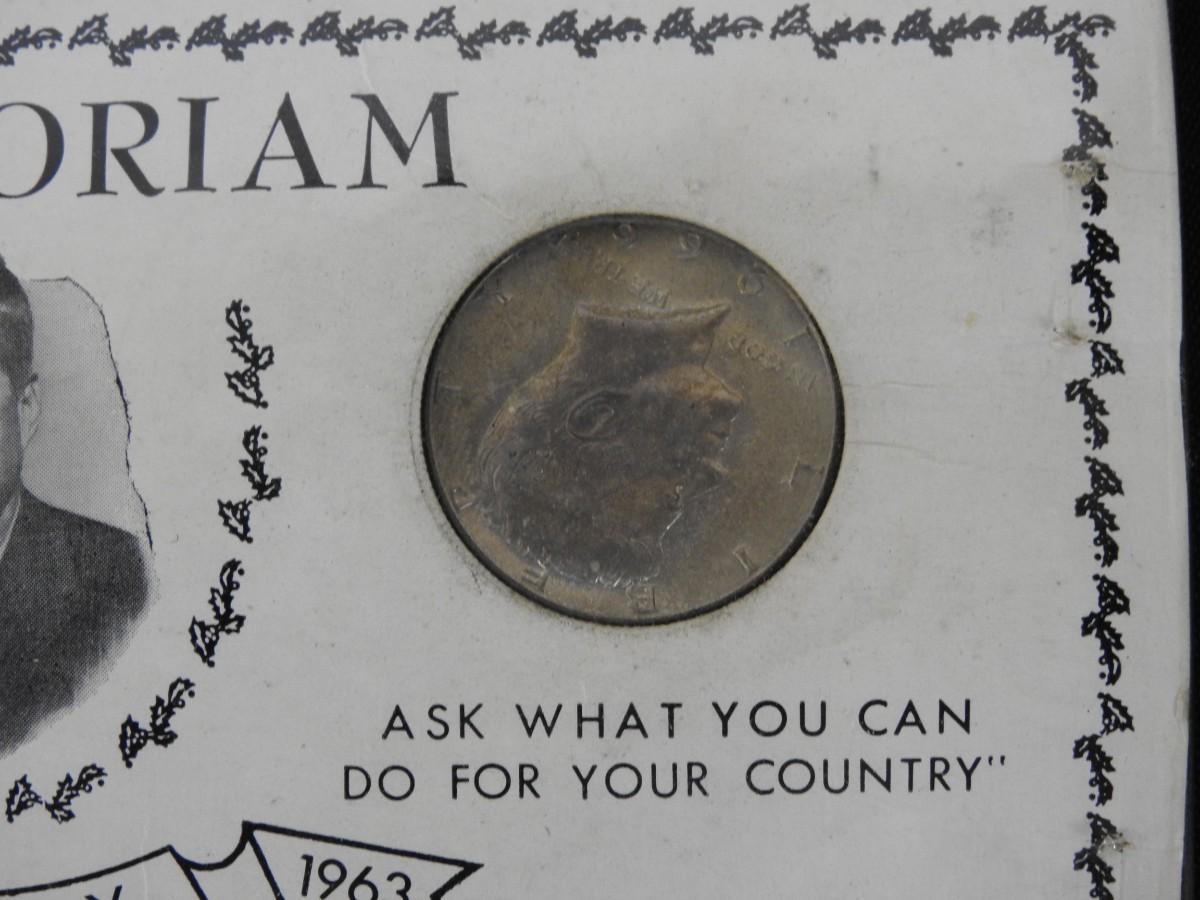 ORIAM
LIBERTY
IN GOD WE TRUST
1966
ASK WHAT YOU CAN
DO FOR YOUR COUNTRY"
1963